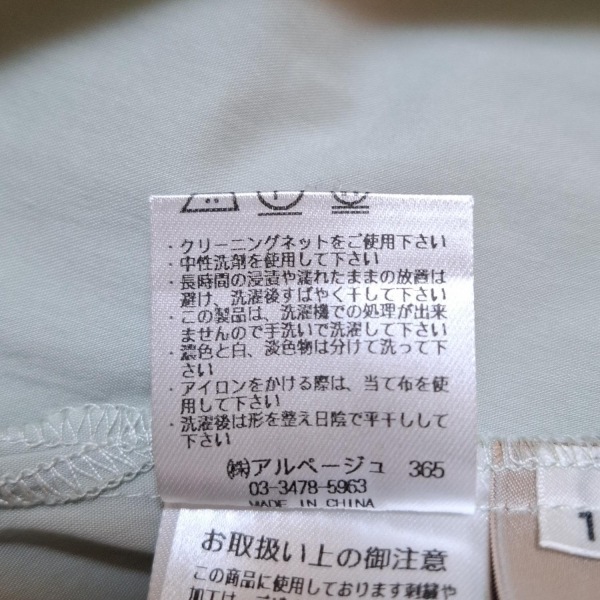 ・クリーニングネットをご使用下さい
・中性洗剤を使用して下さい
・長時間の浸漬や濡れたままの放置は
避け、洗濯後すばやく干して下さい
・この製品は、洗濯機での処理が出来
ませんので手洗いで洗濯して下さい
・濃色と白、淡色物は分けて洗って下
さい
・アイロンをかける際は、当て布を使
用して下さい
・洗濯後は形を整え日陰で平干しして
下さい
㈱アルページュ 365
03-3478-5963
MADE IN CHINA
お取扱い上の御注意
この商品に使用しております刺繍や
加工は、
1